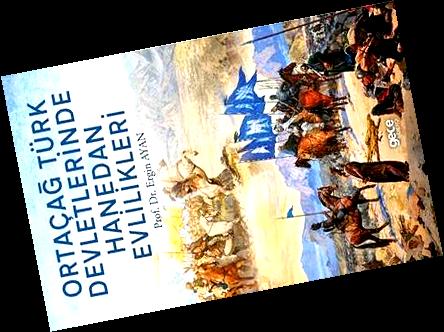 ORTAÇAĞ TÜRK
DEVLETLERİNDE
HANEDAN
EVLİLİKLERİ
Prof. Dr. Ergin AYAN
gece